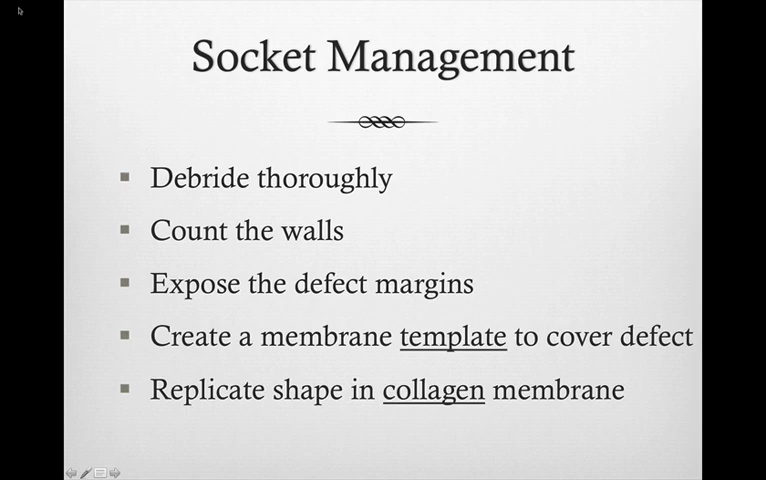 Socket Management
Debride thoroughly
Count the walls
Expose the defect margins
Create a membrane template to cover defect
Replicate shape in collagen membrane